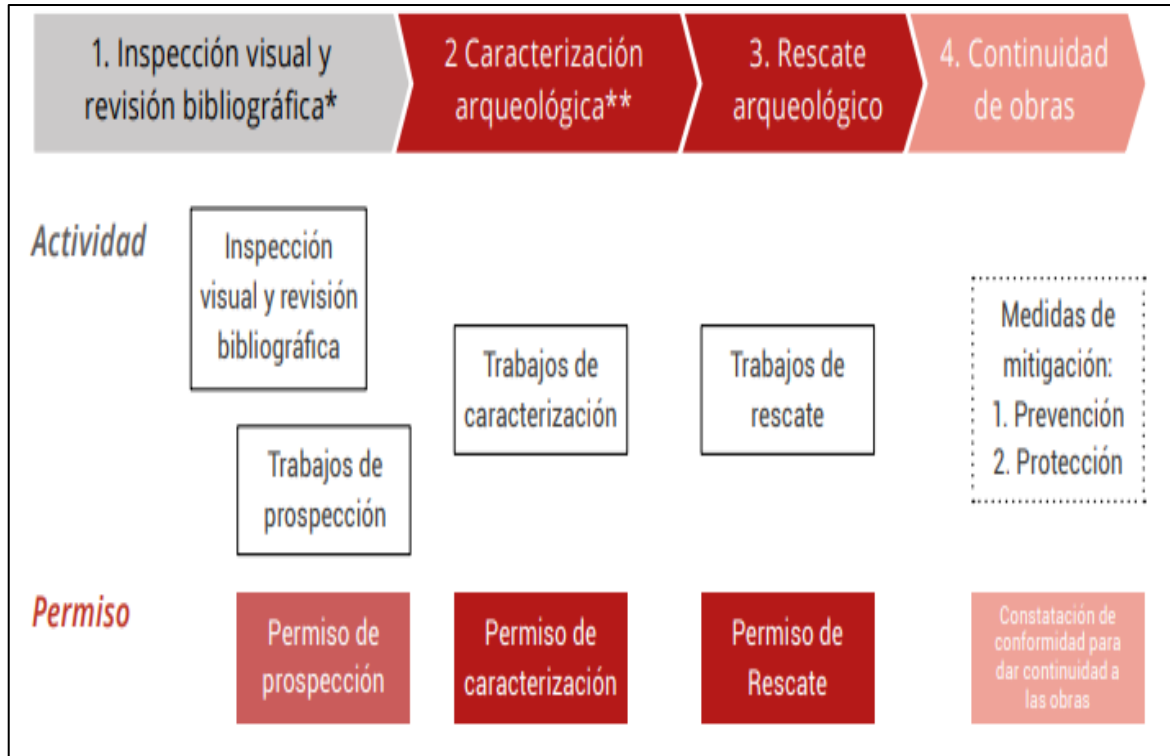 1. Inspección visual y
revisión bibliográfica*
2 Caracterización
arqueológica**
3. Rescate
arqueológico
4. Continuidad
de obras
Actividad
Inspección
visual y revisión
bibliográfica
Trabajos de
prospección
Trabajos de
caracterización
Trabajos de
rescate
Medidas de
mitigación:
1. Prevención
2. Protección
Permiso
Permiso de
prospección
Permiso de
caracterización
Permiso de
Rescate
Constatación de
conformidad para
dar continuidad a
las obras